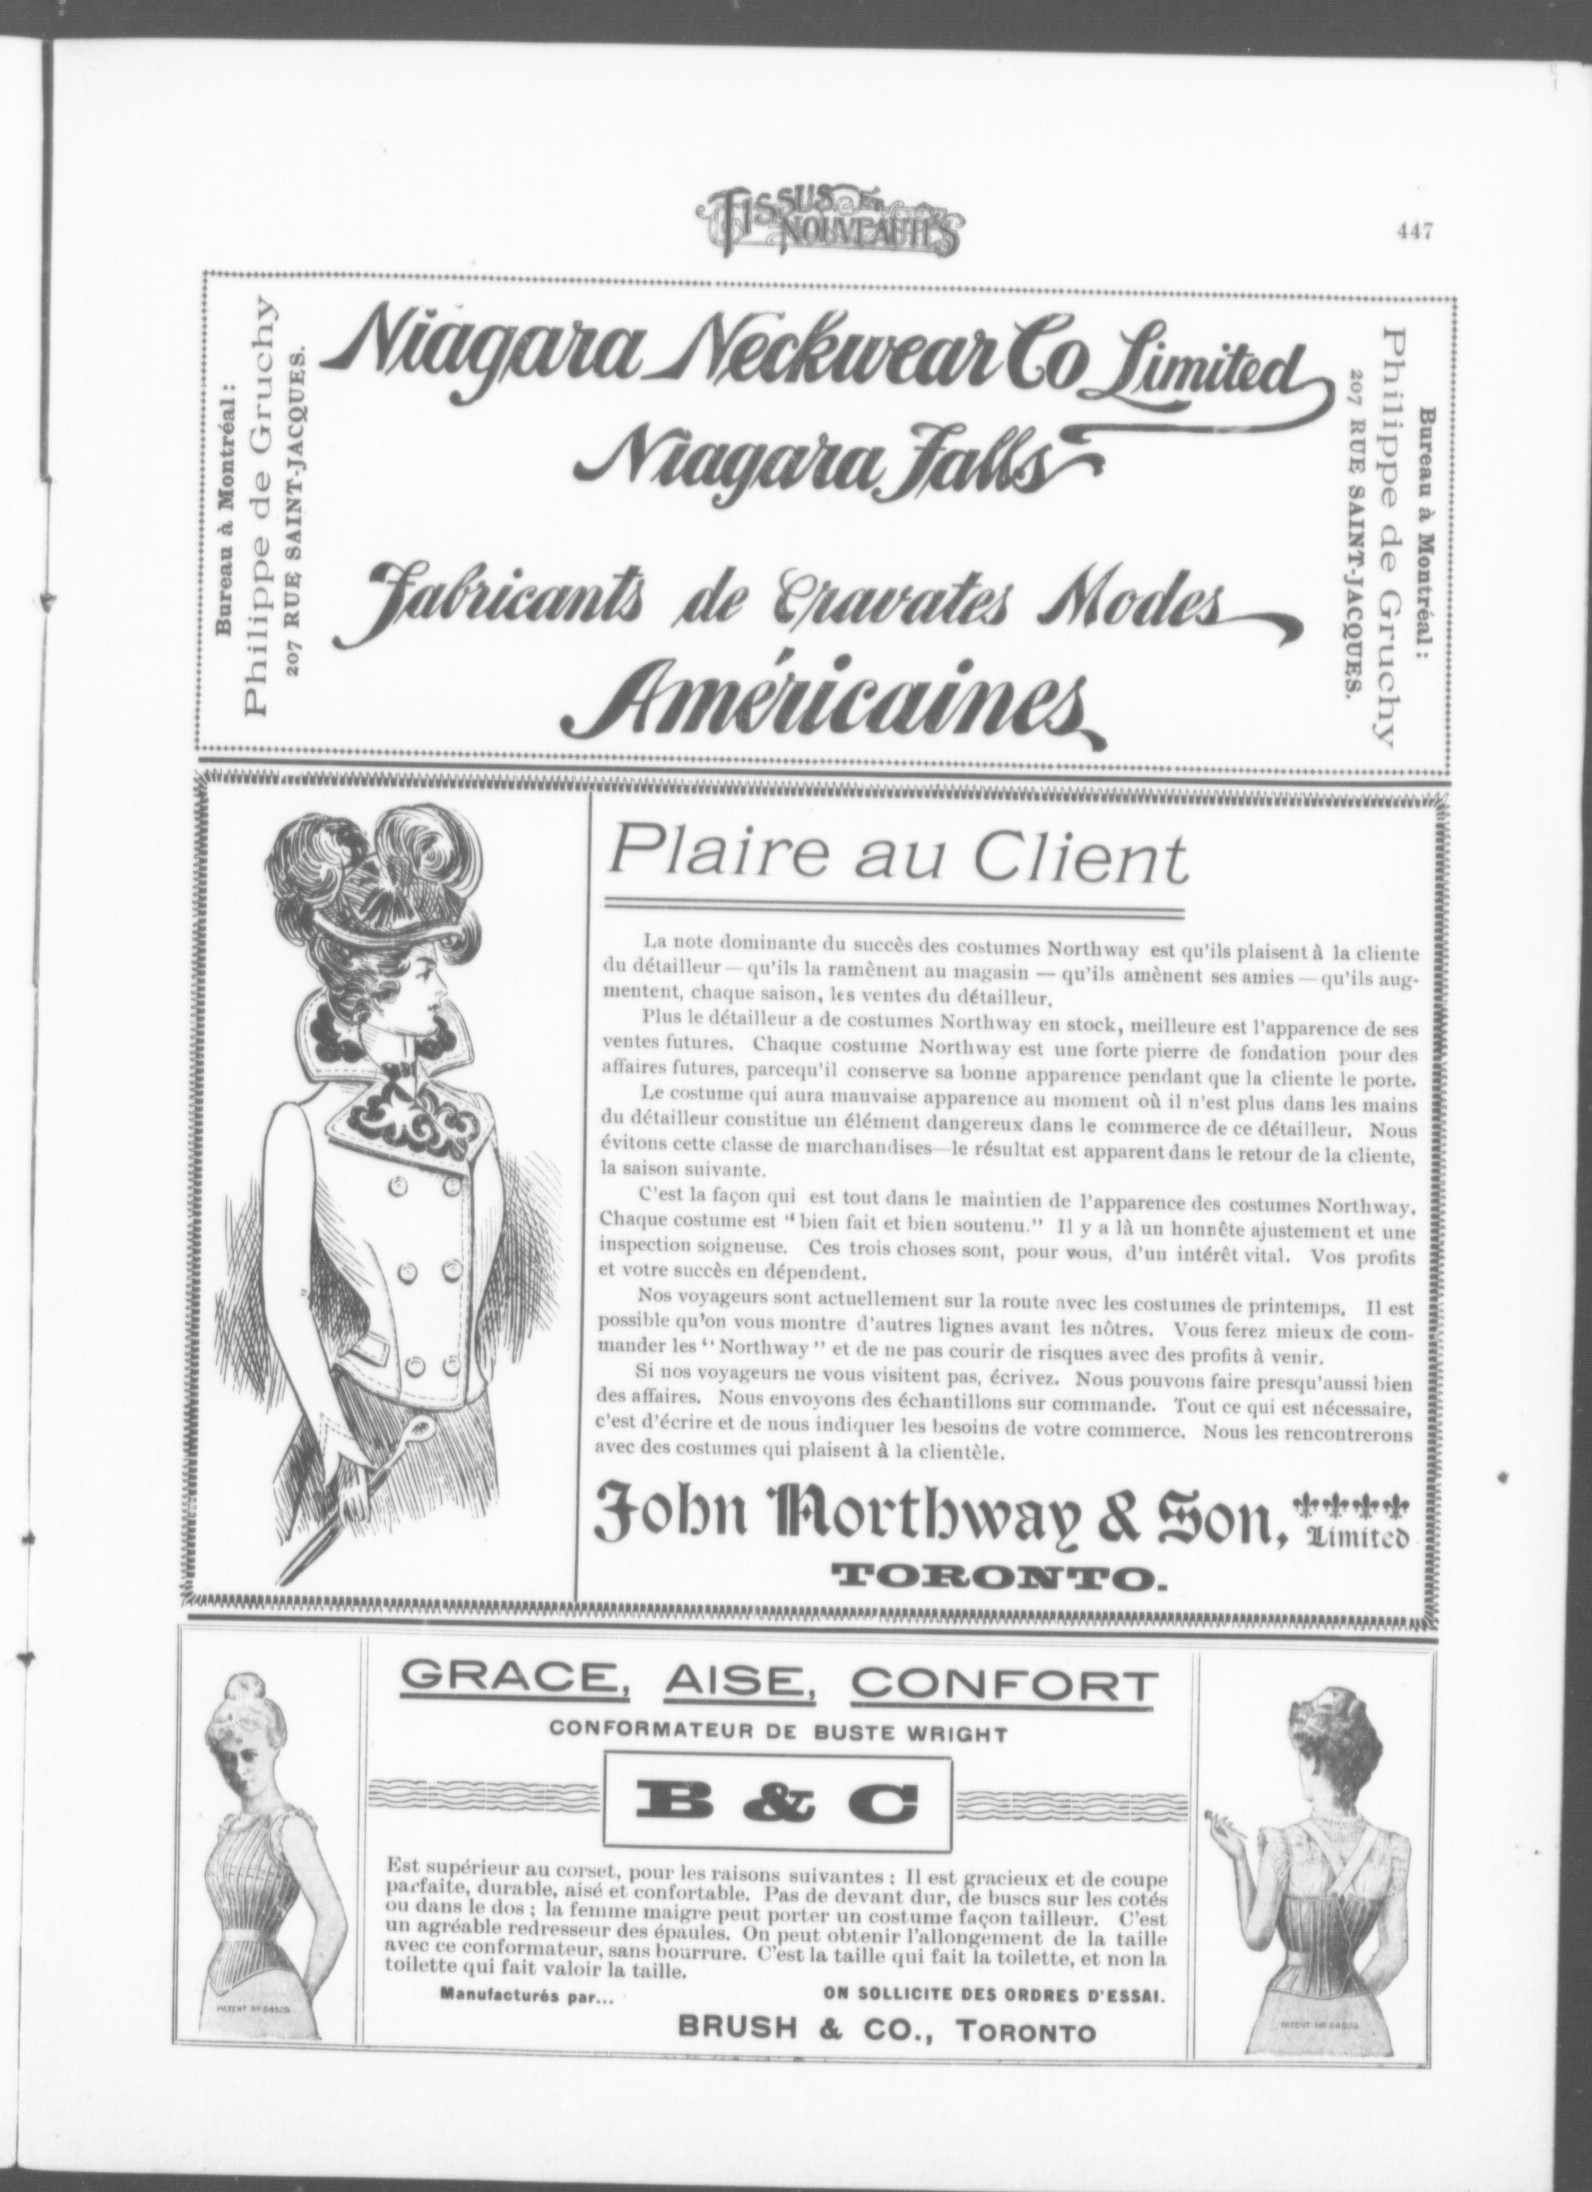 TISSUS ET
NOUVEAUTÉS
447
Bureau à Montréal :
Philippe de Gruchy
207 RUE SAINT-JACQUES.
Niagara Neckwear Co Limited
Niagara Falls
Fabricants de Cravates Modes
Américaines
Bureau à Montréal :
Philippe de Gruchy
207 RUE SAINT-JACQUES.
Plaire au Client
La note dominante du succès des costumes Northway est qu'ils plaisent à la cliente
du détailleur — qu'ils la ramènent au magasin — qu'ils amènent ses amies — qu'ils aug-
mentent, chaque saison, les ventes du détailleur.
Plus le détailleur a de costumes Northway en stock, meilleure est l'apparence de ses
ventes futures. Chaque costume Northway est une forte pierre de fondation pour des
affaires futures, parcequ'il conserve sa bonne apparence pendant que la cliente le porte.
Le costume qui aura mauvaise apparence au moment où il n'est plus dans les mains
du détailleur constitue un élément dangereux dans le commerce de ce détailleur. Nous
évitons cette classe de marchandises—le résultat est apparent dans le retour de la cliente,
la saison suivante.
C'est la façon qui est tout dans le maintien de l'apparence des costumes Northway.
Chaque costume est "bien fait et bien soutenu." Il y a là un honnête ajustement et une
inspection soigneuse. Ces trois choses sont, pour vous, d'un intérêt vital. Vos profits
et votre succès en dépendent.
Nos voyageurs sont actuellement sur la route avec les costumes de printemps. Il est
possible qu'on vous montre d'autres lignes avant les nôtres. Vous ferez mieux de com-
mander les "Northway" et de ne pas courir de risques avec des profits à venir.
Si nos voyageurs ne vous visitent pas, écrivez. Nous pouvons faire presqu'aussi bien
des affaires. Nous envoyons des échantillons sur commande. Tout ce qui est nécessaire,
c'est d'écrire et de nous indiquer les besoins de votre commerce. Nous les rencontrerons
avec des costumes qui plaisent à la clientèle.
John Northway & Son, Limited
TORONTO.
GRACE, AISE, CONFORT
CONFORMATEUR DE BUSTE WRIGHT
B & C
Est supérieur au corset, pour les raisons suivantes : Il est gracieux et de coupe
parfaite, durable, aisé et confortable. Pas de devant dur, de buscs sur les cotés
ou dans le dos ; la femme maigre peut porter un costume façon tailleur. C'est
un agréable redresseur des épaules. On peut obtenir l'allongement de la taille
avec ce conformateur, sans bourrure. C'est la taille qui fait la toilette, et non la
toilette qui fait valoir la taille.
Manufacturés par...
ON SOLLICITE DES ORDRES D'ESSAI.
BRUSH & CO., TORONTO
PATENT Nº 54529
PATENT Nº 54529